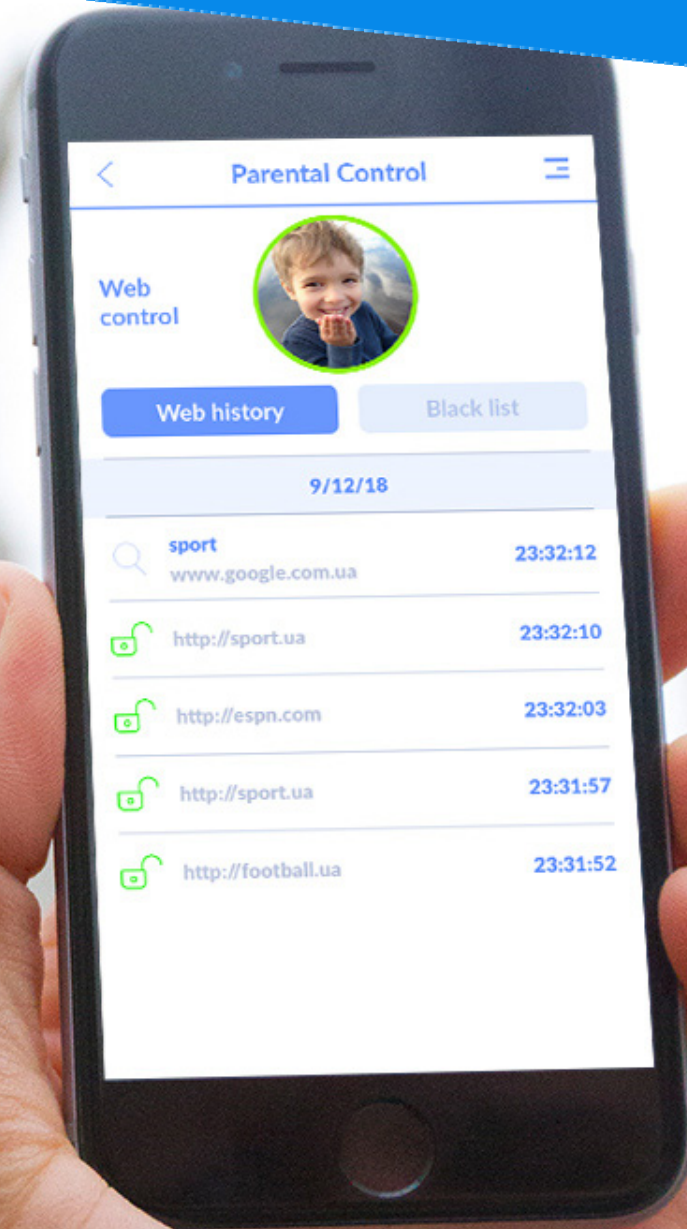 Parental Control
Web
control
Web history
Black list
9/12/18
sport
23:32:12
www.google.com.ua
http://sport.ua
23:32:10
http://espn.com
23:32:03
http://sport.ua
23:31:57
http://football.ua
23:31:52